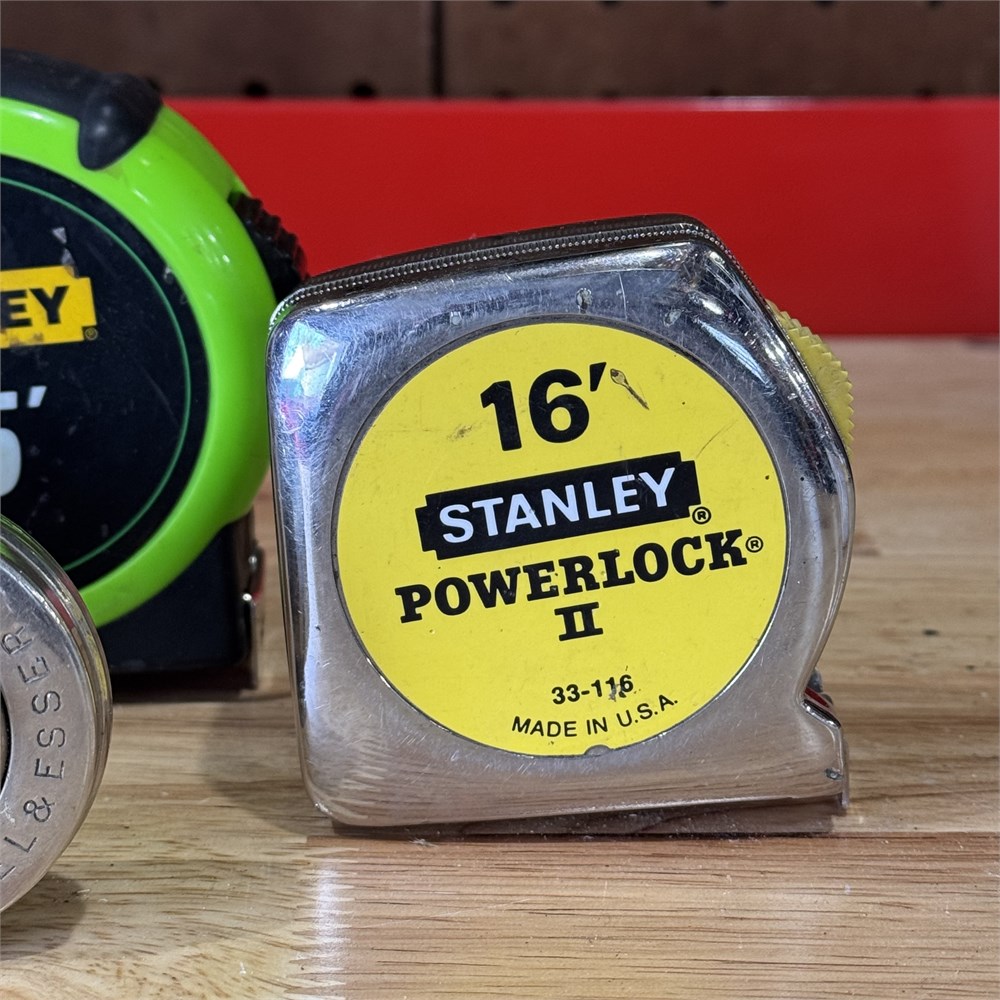 EY
16'
STANLEY®
POWERLOCK®
II
33-116
MADE IN U.S.A.
L & ESSER